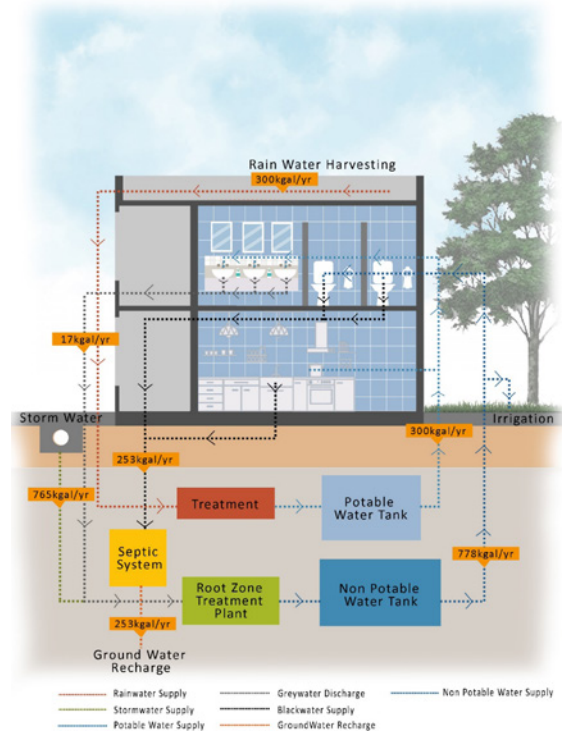 Rain Water Harvesting
300kgal/yr
17kgal/yr
Storm Water
Irrigation
300kgal/yr
253kgal/yr
765kgal/yr
Treatment
Potable
Water Tank
Septic
System
778kgal/yr
Root Zone
Treatment
Plant
Non Potable
Water Tank
253kgal/yr
Ground Water
Recharge
Rainwater Supply
Greywater Discharge
Non Potable Water Supply
Stormwater Supply
Blackwater Supply
Potable Water Supply
GroundWater Recharge